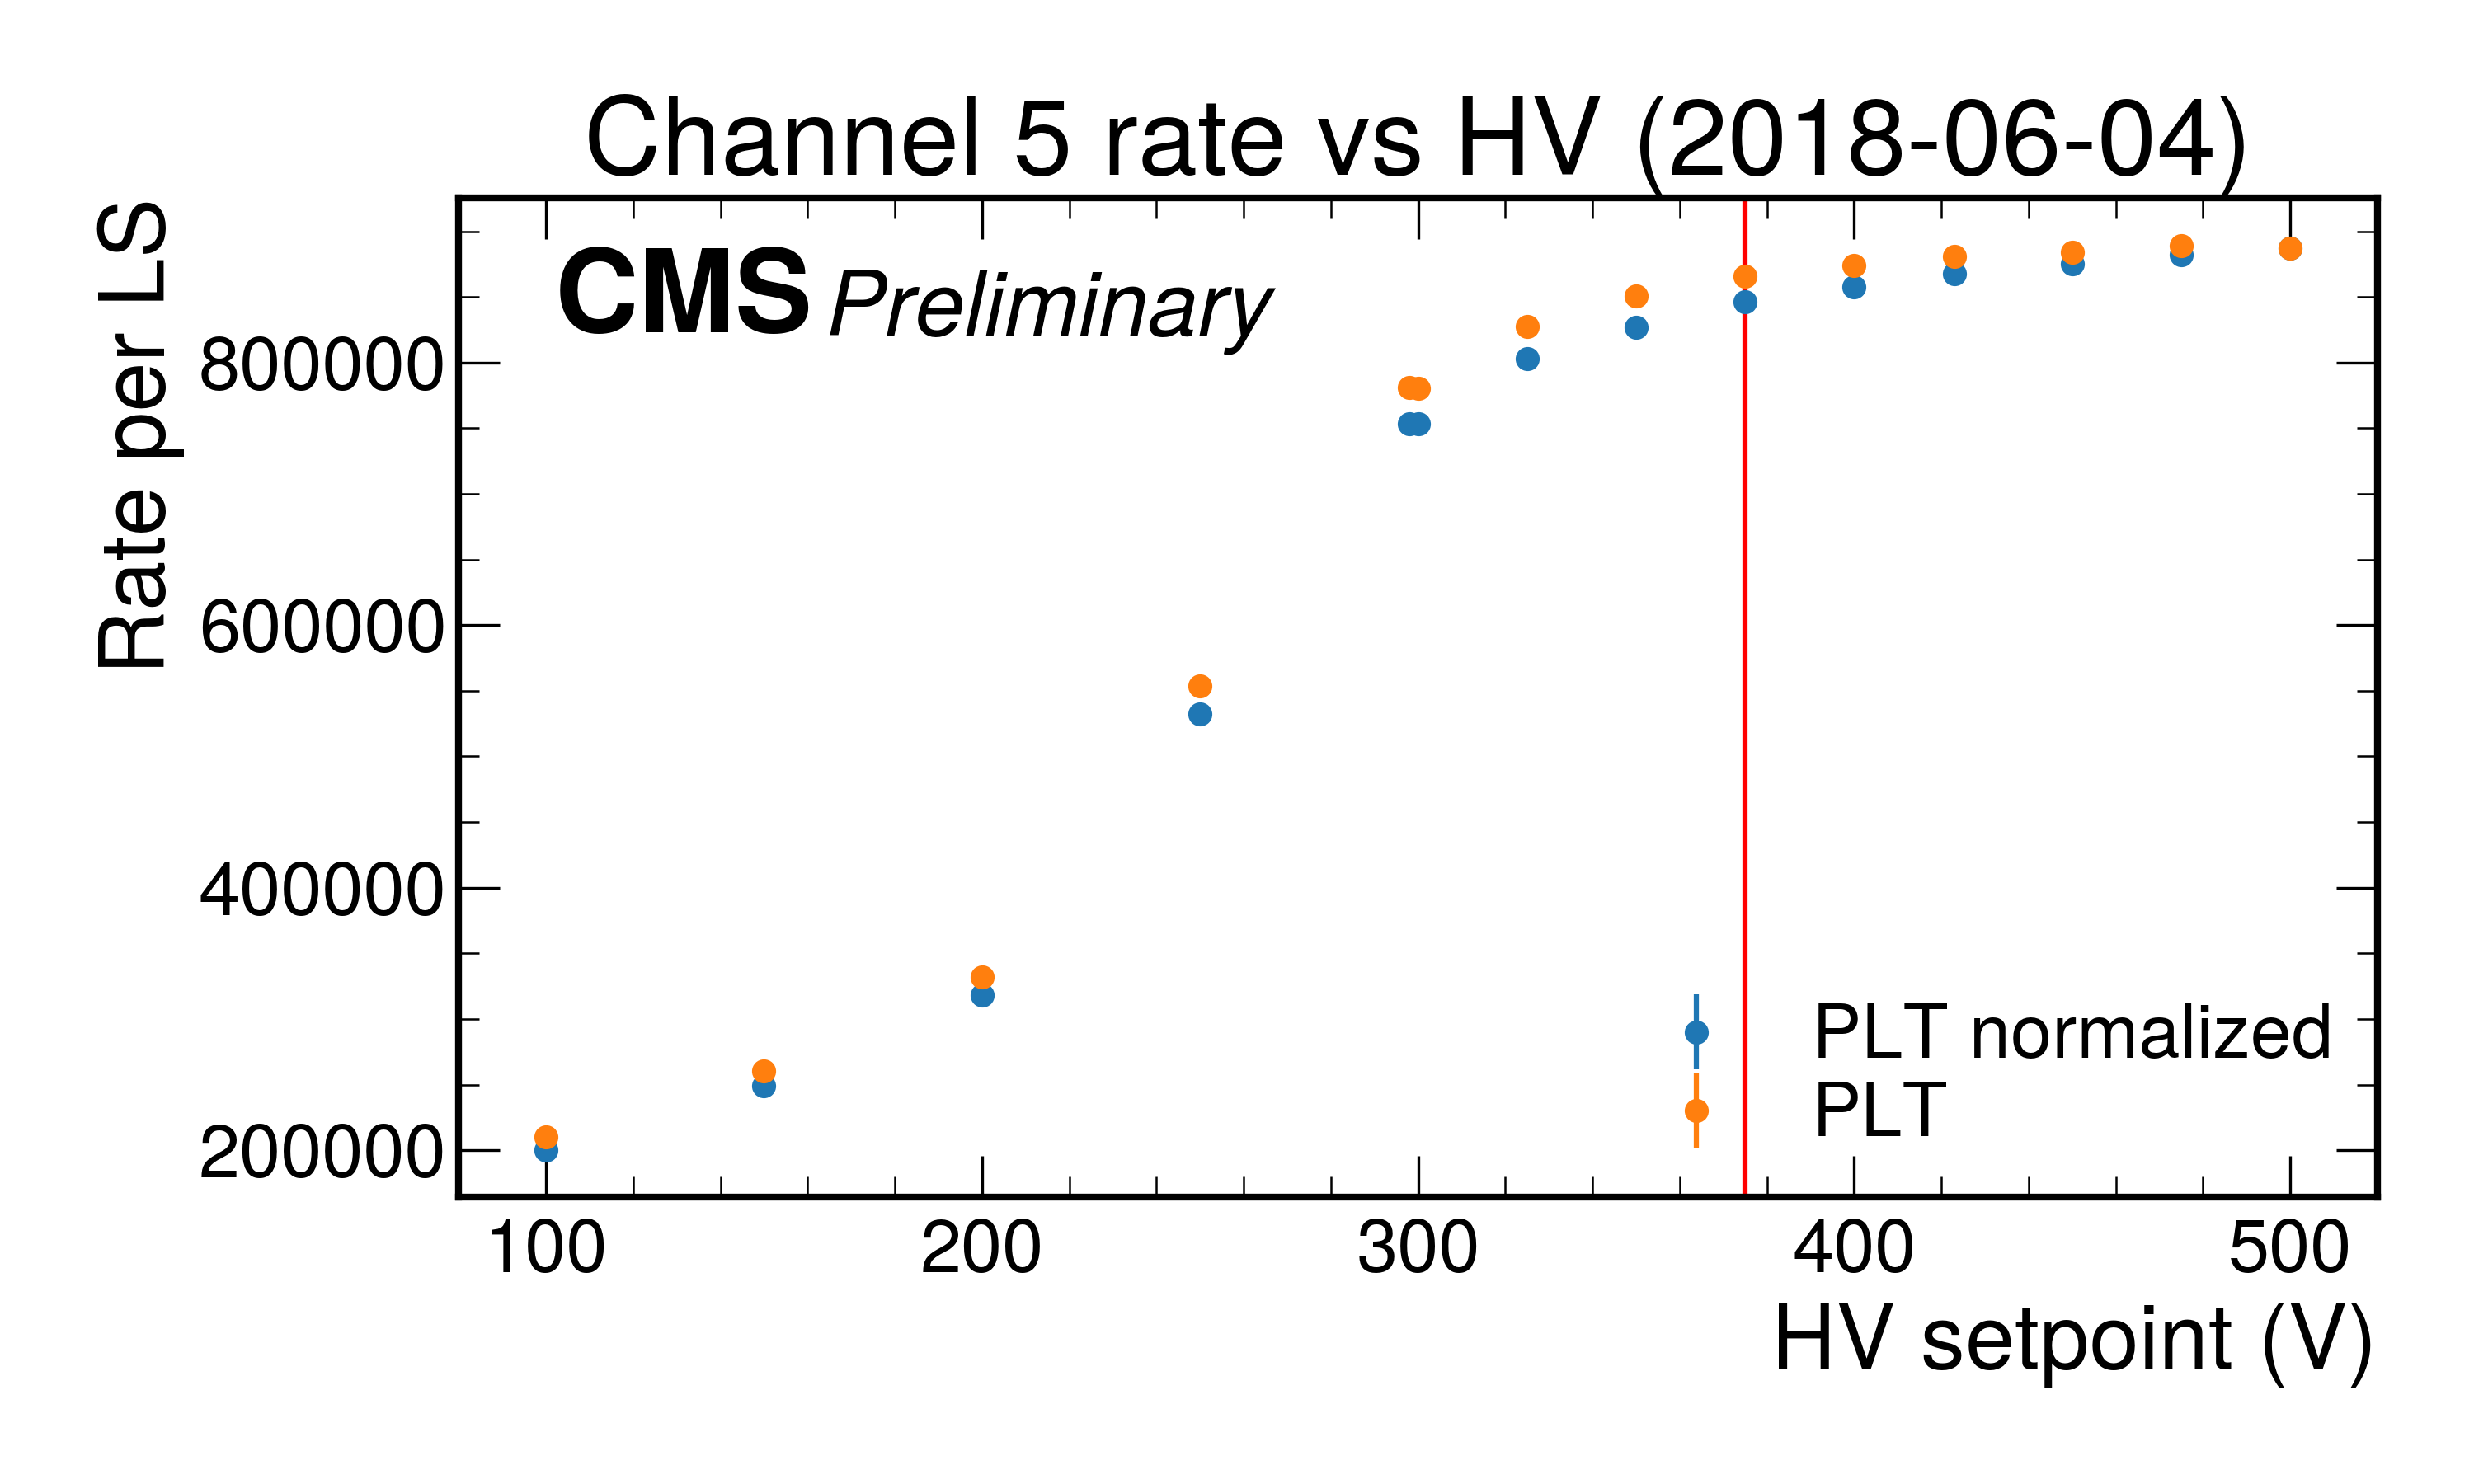 Channel 5 rate vs HV (2018-06-04)
CMS Preliminary
Rate per LS
800000
600000
400000
200000
PLT normalized
PLT
100 200 300 400 500
HV setpoint (V)